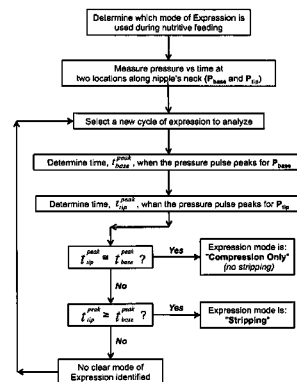 Determine which mode of Expression is
used during nutritive feeding
Measure pressure vs time at
two locations along nipple's neck (P_base and P_tip)
Select a new cycle of expression to analyze
Determine time, t_base^peak, when the pressure pulse peaks for P_base
Determine time, t_tip^peak, when the pressure pulse peaks for P_tip
t_tip^peak ≅ t_base^peak ?
Yes
Expression mode is:
"Compression Only"
(no stripping)
No
t_tip^peak ≥ t_base^peak ?
Yes
Expression mode is:
"Stripping"
No
No clear mode of
Expression identified